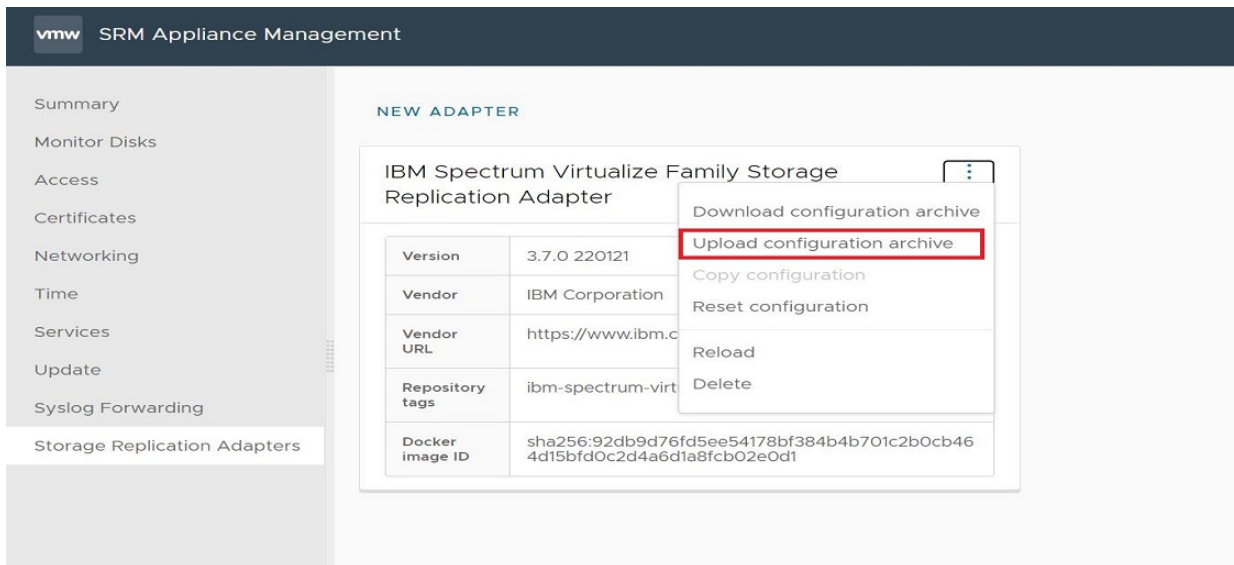 vmw SRM Appliance Management
Summary
Monitor Disks
Access
Certificates
Networking
Time
Services
Update
Syslog Forwarding
Storage Replication Adapters
NEW ADAPTER
IBM Spectrum Virtualize Family Storage
Replication Adapter
Download configuration archive
Upload configuration archive
Copy configuration
Reset configuration
Reload
Delete
Version 3.7.0 220121
Vendor IBM Corporation
Vendor
URL
https://www.ibm.c
Repository
tags
ibm-spectrum-virt
Docker
image ID
sha256:92db9d76fd5ee54178bf384b4b701c2b0cb46
4d15bfd0c2d4a6d1a8fcb02e0d1